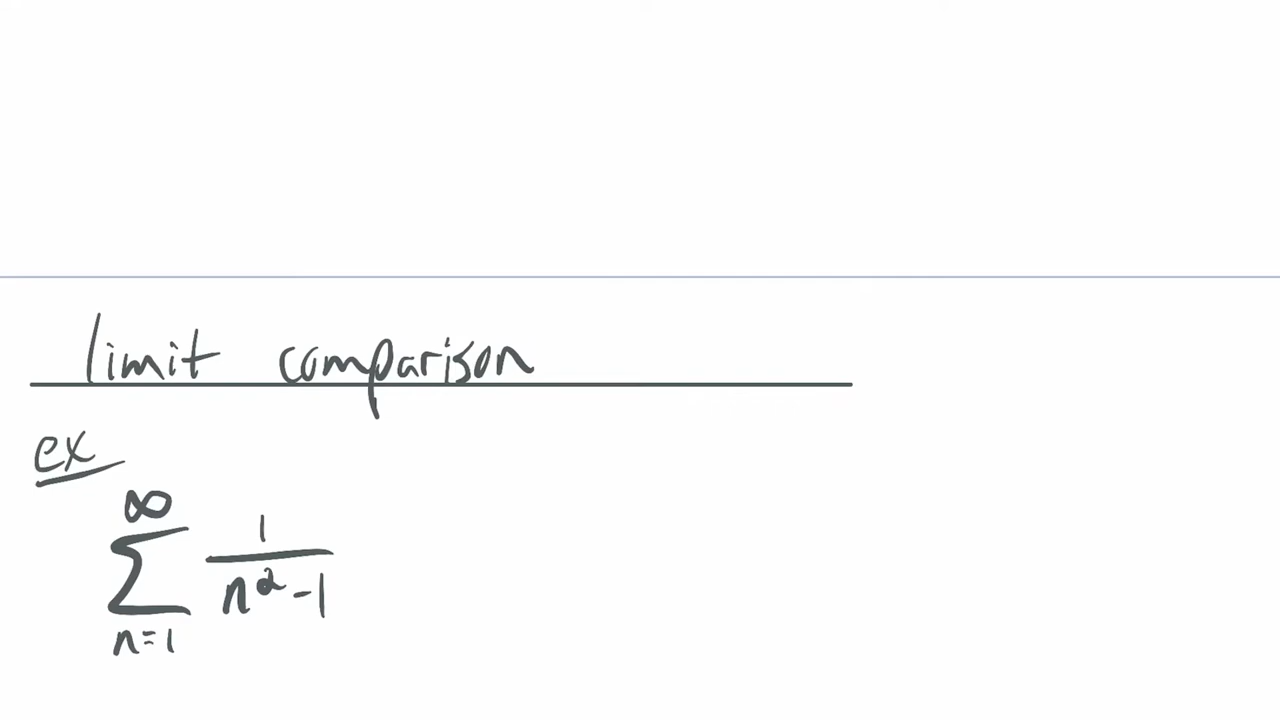 limit comparison
ex
∞
∑ 1/(n²-1)
n=1